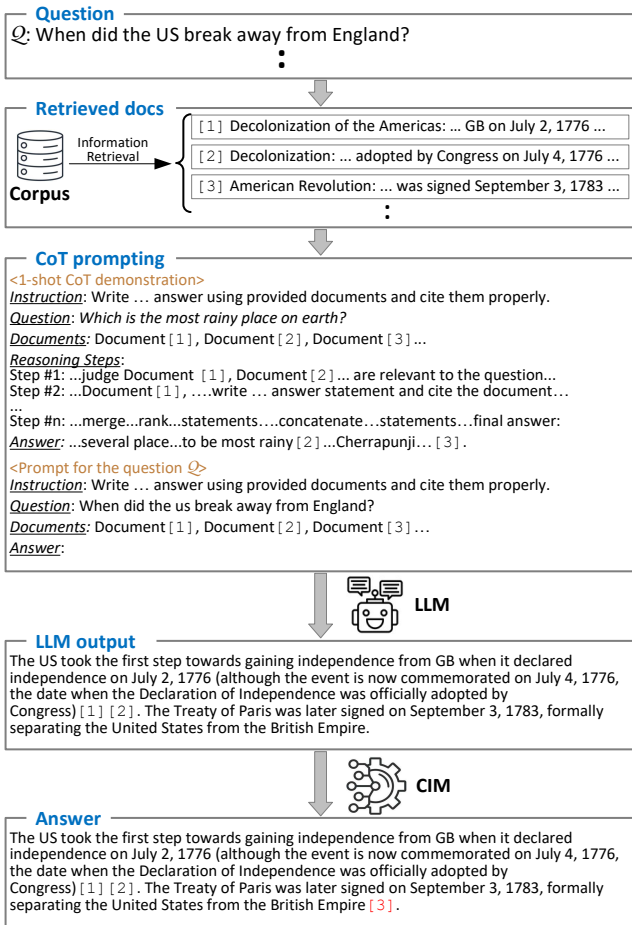 Question
Q: When did the US break away from England?
:
Retrieved docs
Information
Retrieval
Corpus
[1] Decolonization of the Americas: ... GB on July 2, 1776 ...
[2] Decolonization: ... adopted by Congress on July 4, 1776 ...
[3] American Revolution: ... was signed September 3, 1783 ...
:
CoT prompting
<1-shot CoT demonstration>
Instruction: Write … answer using provided documents and cite them properly.
Question: Which is the most rainy place on earth?
Documents: Document[1], Document[2], Document[3]...
Reasoning Steps:
Step #1: ...judge Document [1], Document[2]... are relevant to the question...
Step #2: ...Document[1], ....write ... answer statement and cite the document…
...
Step #n: ...merge...rank...statements….concatenate…statements…final answer:
Answer: ...several place...to be most rainy[2]...Cherrapunji…[3].
<Prompt for the question Q>
Instruction: Write … answer using provided documents and cite them properly.
Question: When did the us break away from England?
Documents: Document[1], Document[2], Document[3]…
Answer:
LLM
LLM output
The US took the first step towards gaining independence from GB when it declared
independence on July 2, 1776 (although the event is now commemorated on July 4, 1776,
the date when the Declaration of Independence was officially adopted by
Congress)[1][2]. The Treaty of Paris was later signed on September 3, 1783, formally
separating the United States from the British Empire.
CIM
Answer
The US took the first step towards gaining independence from GB when it declared
independence on July 2, 1776 (although the event is now commemorated on July 4, 1776,
the date when the Declaration of Independence was officially adopted by
Congress)[1][2]. The Treaty of Paris was later signed on September 3, 1783, formally
separating the United States from the British Empire[3].